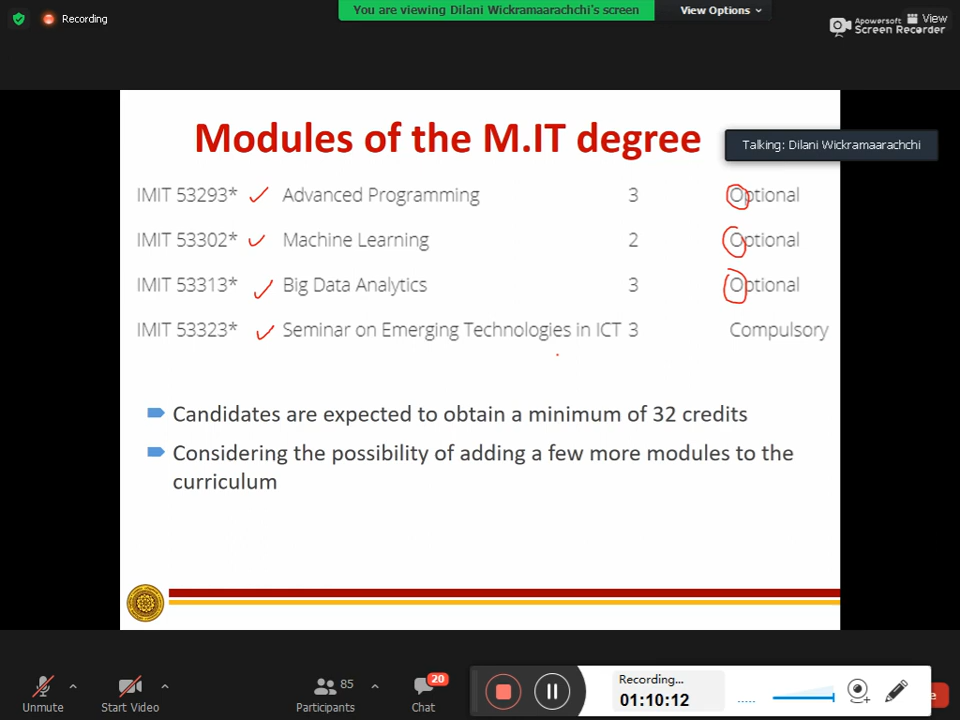 You are viewing Dilani Wickramaarachchi's screen
View Options
Recording
Apowersoft
Screen Recorder
View
Modules of the M.IT degree
Talking: Dilani Wickramaarachchi
IMIT 53293* Advanced Programming 3 Optional
IMIT 53302* Machine Learning 2 Optional
IMIT 53313* Big Data Analytics 3 Optional
IMIT 53323* Seminar on Emerging Technologies in ICT 3 Compulsory
Candidates are expected to obtain a minimum of 32 credits
Considering the possibility of adding a few more modules to the
curriculum
Unmute
Start Video
85
Participants
20
Chat
Recording...
01:10:12
e